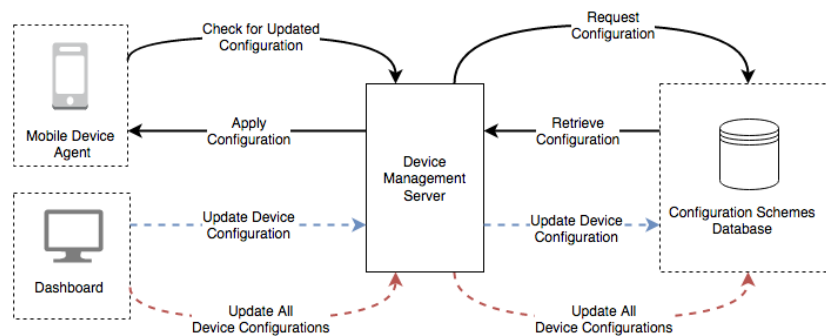 Check for Updated
Configuration
Request
Configuration
Mobile Device
Agent
Apply
Configuration
Device
Management
Server
Retrieve
Configuration
Configuration Schemes
Database
Update Device
Configuration
Update Device
Configuration
Dashboard
Update All
Device Configurations
Update All
Device Configurations